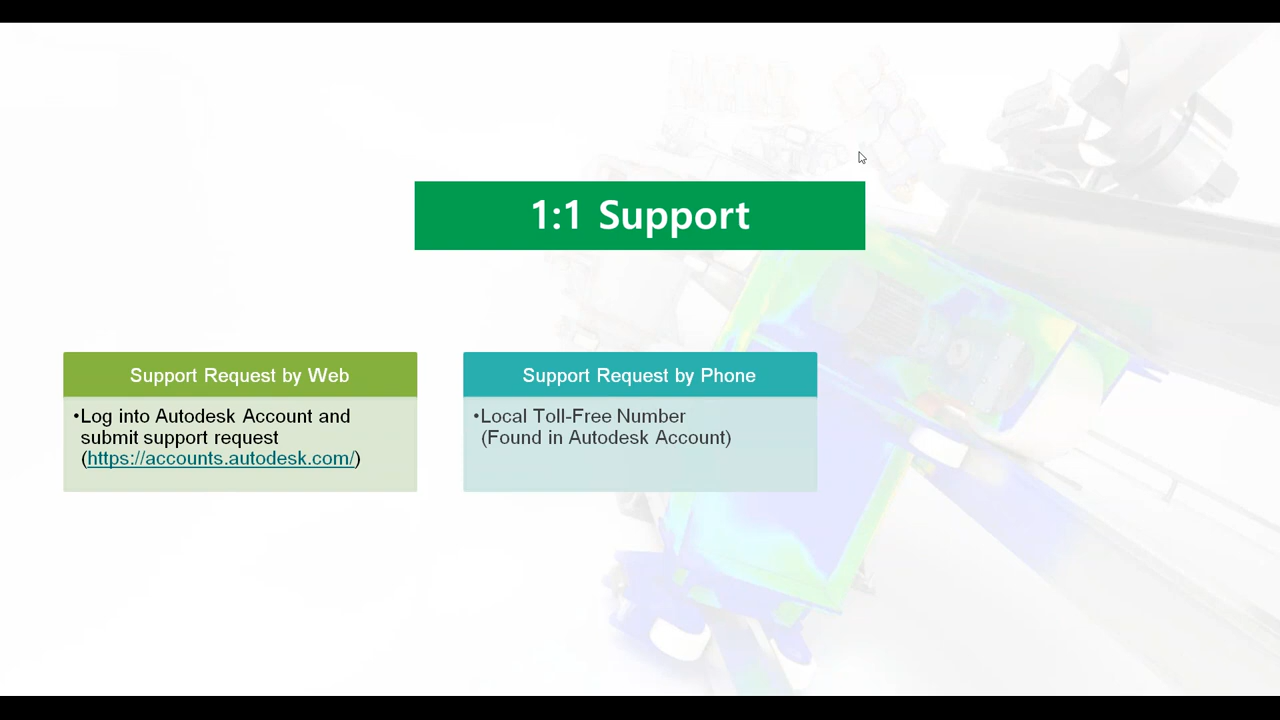 1:1 Support
Support Request by Web
•Log into Autodesk Account and
submit support request
(https://accounts.autodesk.com/)
Support Request by Phone
•Local Toll-Free Number
(Found in Autodesk Account)